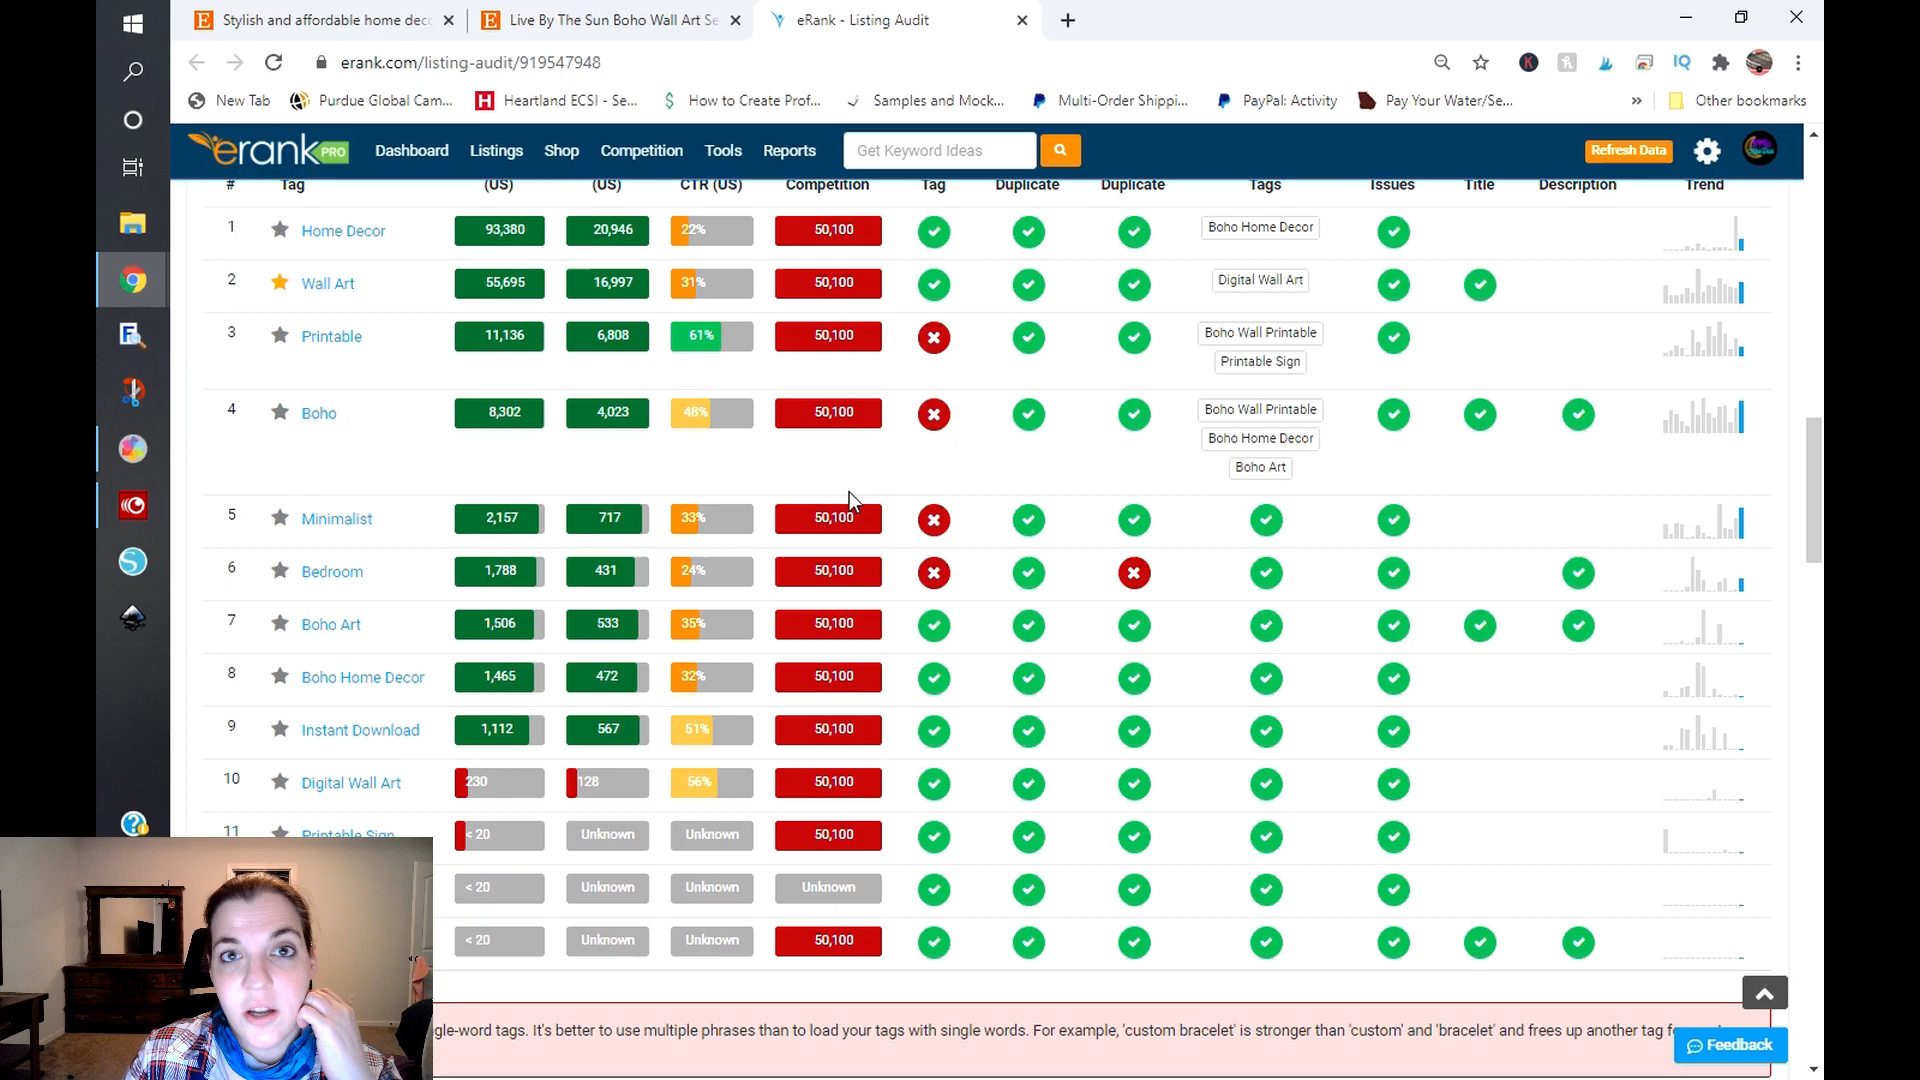 Stylish and affordable home deco
Live By The Sun Boho Wall Art Se
eRank - Listing Audit
erank.com/listing-audit/919547948
New Tab
Purdue Global Cam...
Heartland ECSI - Se...
How to Create Prof...
Samples and Mock...
Multi-Order Shippi...
PayPal: Activity
Pay Your Water/Se...
»
Other bookmarks
erank PRO
Dashboard
Listings
Shop
Competition
Tools
Reports
Get Keyword Ideas
Refresh Data
# Tag (US) (US) CTR (US) Competition Tag Duplicate Duplicate Tags Issues Title Description Trend
1 Home Decor 93,380 20,946 22% 50,100 Boho Home Decor
2 Wall Art 55,695 16,997 31% 50,100 Digital Wall Art
3 Printable 11,136 6,808 61% 50,100 Boho Wall Printable
Printable Sign
4 Boho 8,302 4,023 48% 50,100 Boho Wall Printable
Boho Home Decor
Boho Art
5 Minimalist 2,157 717 33% 50,100
6 Bedroom 1,788 431 24% 50,100
7 Boho Art 1,506 533 35% 50,100
8 Boho Home Decor 1,465 472 32% 50,100
9 Instant Download 1,112 567 51% 50,100
10 Digital Wall Art 230 128 56% 50,100
11 Printable Sign < 20 Unknown Unknown 50,100
< 20 Unknown Unknown Unknown
< 20 Unknown Unknown 50,100
gle-word tags. It's better to use multiple phrases than to load your tags with single words. For example, 'custom bracelet' is stronger than 'custom' and 'bracelet' and frees up another tag
Feedback